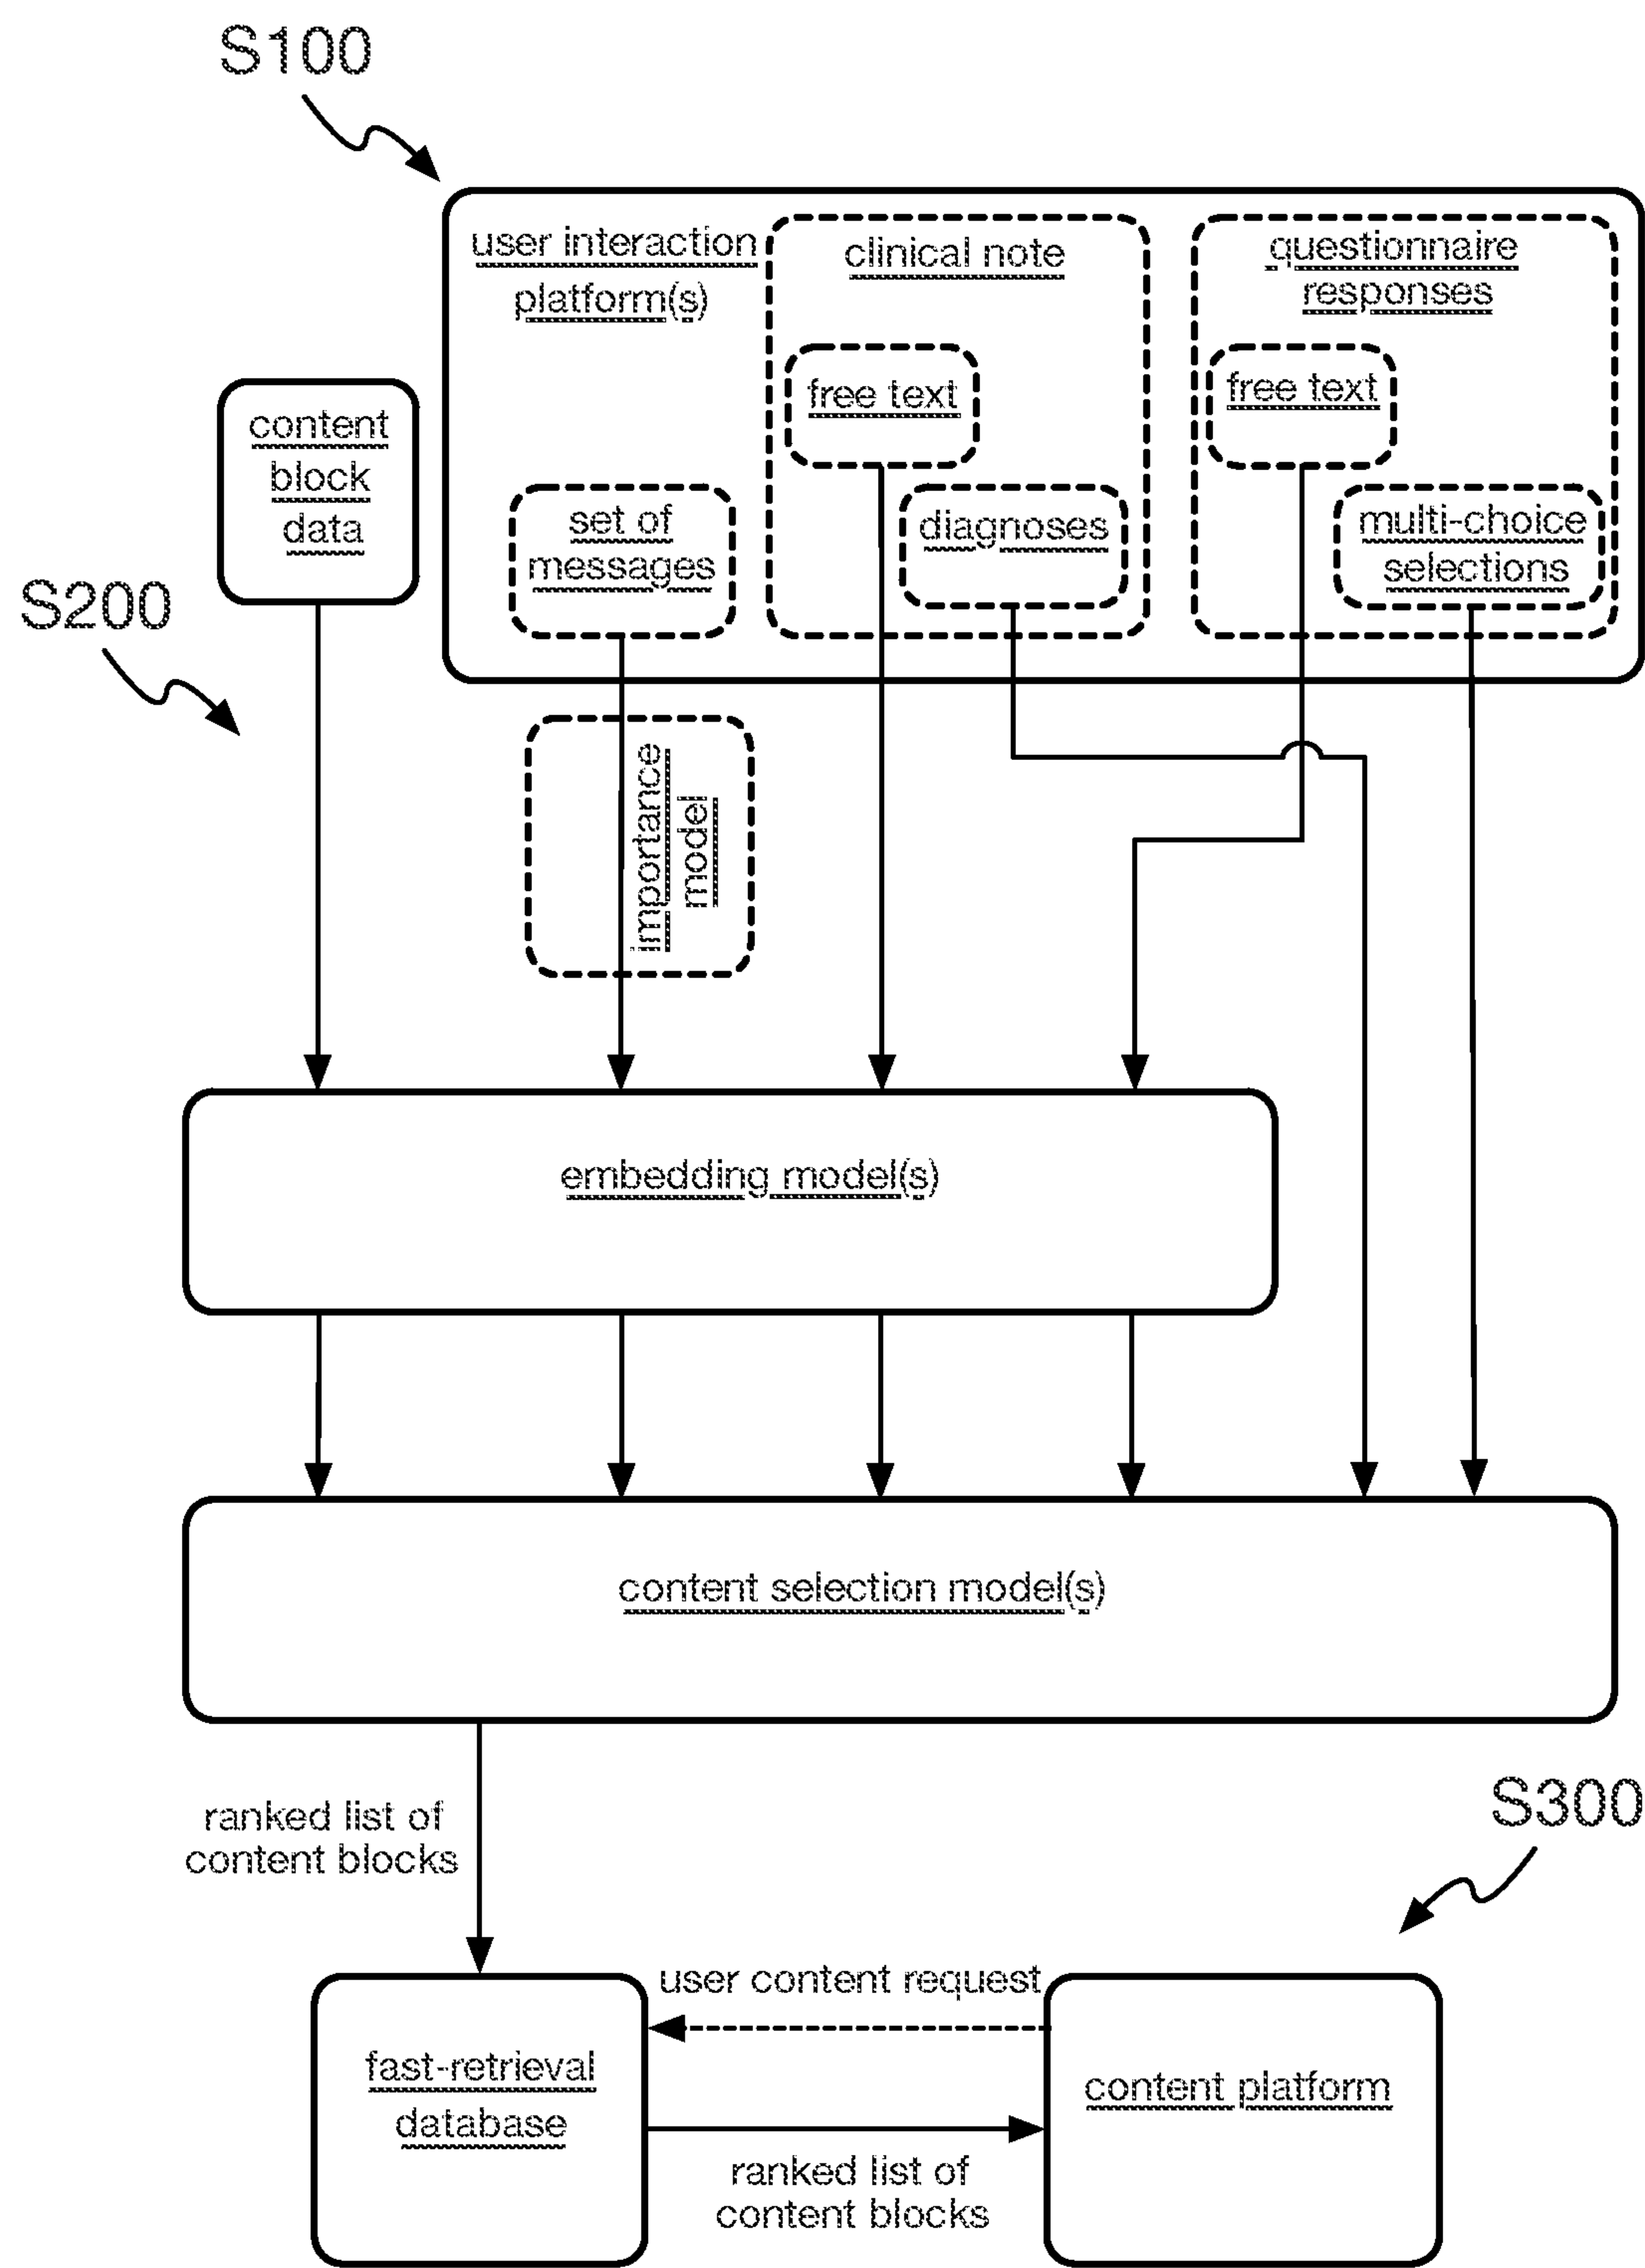 S100
user interaction
platform(s)
clinical note
questionnaire
responses
free text
free text
content
block
data
set of
messages
diagnoses
multi-choice
selections
S200
importance
model
embedding model(s)
content selection model(s)
ranked list of
content blocks
S300
user content request
fast-retrieval
database
content platform
ranked list of
content blocks